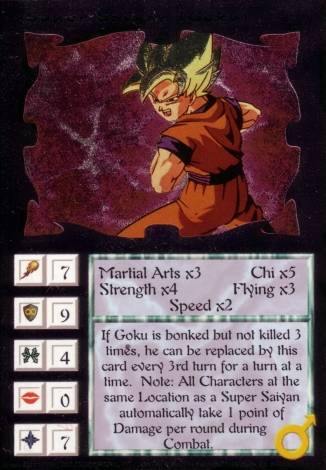 7
9
4
0
7
Martial Arts x3 Chi x5
Strength x4 Flying x3
Speed x2
If Goku is bonked but not killed 3
times, he can be replaced by this
card every 3rd turn for a turn at a
time. Note: All Characters at the
same Location as a Super Saiyan
automatically take 1 point of
Damage per round during
Combat.